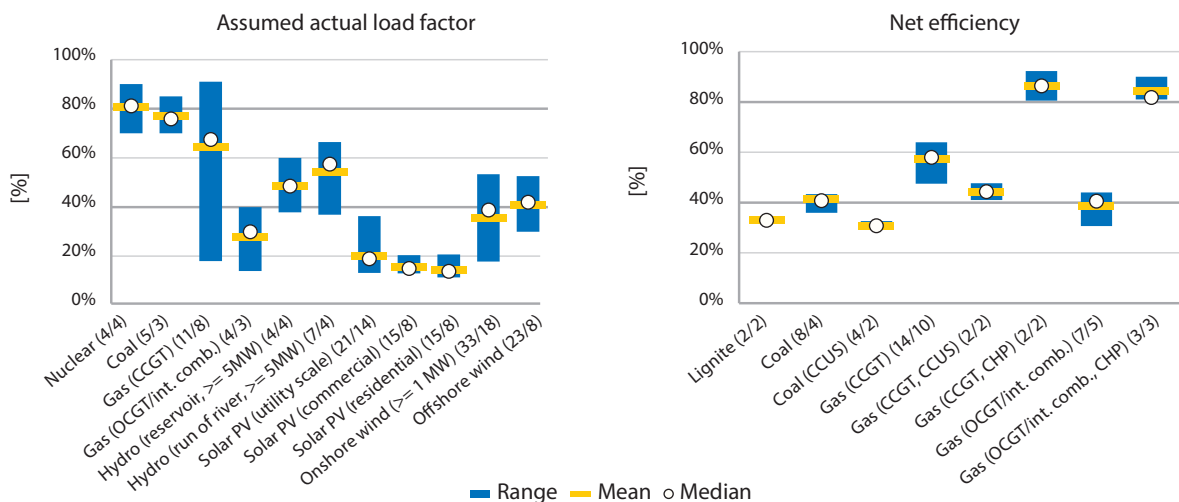 Assumed actual load factor
[%]
100%
80%
60%
40%
20%
0%
Nuclear (4/4)
Coal (5/3)
Gas (CCGT) (11/8)
Gas (OCGT/int. comb.) (4/3)
Hydro (reservoir, >= 5MW) (4/4)
Hydro (run of river, >= 5MW) (7/4)
Solar PV (utility scale) (21/14)
Solar PV (commercial) (15/8)
Solar PV (residential) (15/8)
Onshore wind (>= 1 MW) (33/18)
Offshore wind (23/8)
Net efficiency
[%]
100%
80%
60%
40%
20%
0%
Lignite (2/2)
Coal (8/4)
Coal (CCUS) (4/2)
Gas (CCGT) (14/10)
Gas (CCGT, CCUS) (2/2)
Gas (CCGT, CHP) (2/2)
Gas (OCGT/int. comb.) (7/5)
Gas (OCGT/int. comb., CHP) (3/3)
Range Mean Median